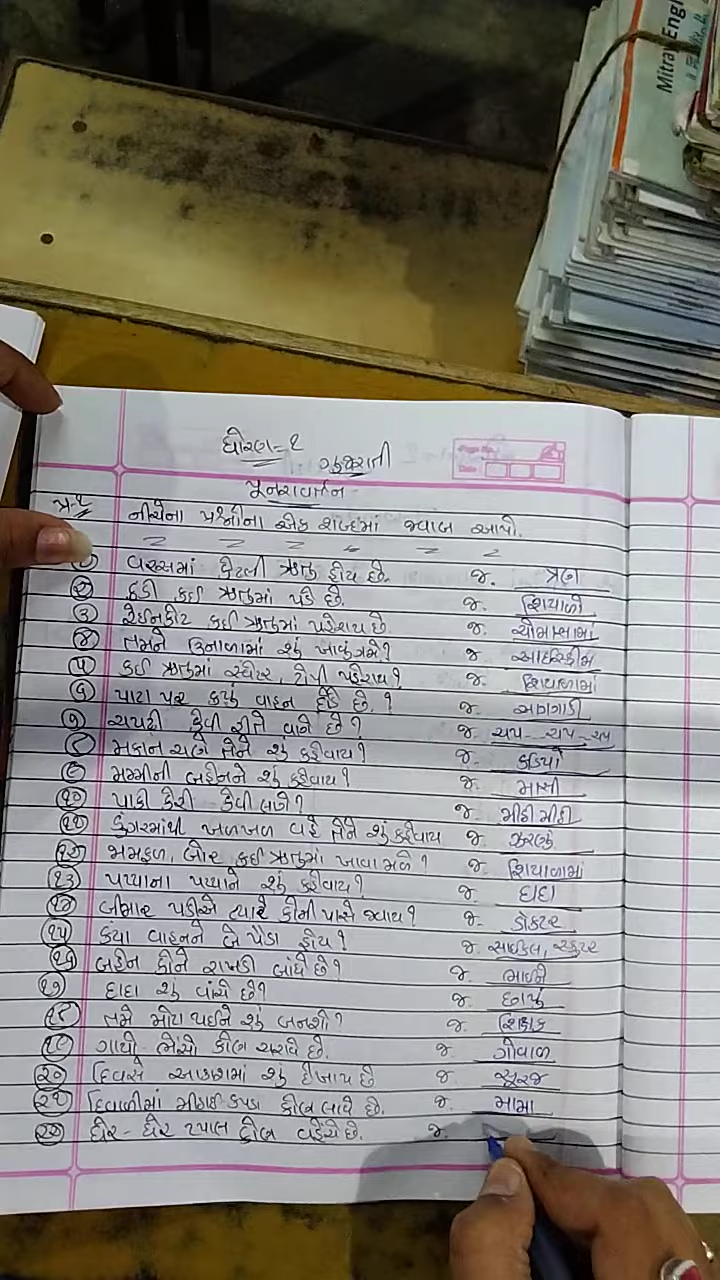 Mitra Engl
ધોરણ=૧ ગુજરાતી
પૂનરાવર્તન
પ્ર-૧ નીચેના પ્રશ્નોના એક શબ્દમાં જવાબ આપો.
૧ વરસમાં કેટલી ઋતુ હોય છે. જ. ત્રણ
૨ ઠંડી કઈ ઋતુમાં પડે છે. જ. શિયાળો
૩ રેઈનકોટ કઈ ઋતુમાં પહેરાય છે જ. ચોમાસામાં
૪ તમને ઉનાળામાં શું ખાવું ગમે? જ આઈસ્ક્રીમ
૫ કઈ ઋતુમાં સ્વેટર, ટોપી પહેરાય? જ. શિયાળામાં
૬ પાટા પર કયું વાહન દોડે છે.? જ. આગગાડી
૭ ચપટી કેવી રીતે વાગે છે? જ ચપ--ચપ-ચપ
૮ મકાન ચણે તેને શું કહેવાય? જ. કડિયો
૯ મમ્મીની બહેનને શું કહેવાય? જ. માસી
૧૦ પાકી કેરી કેવી લાગે? જ. મીઠી મીઠી
૧૧ ડુંગરમાંથી ખળખળ વહે તેને શું કહેવાય જ ઝરણું
૧૨ જામફળ, બોર કઈ ઋતુમાં ખાવા મળે? જ. શિયાળામાં
૧૩ પપ્પાના પપ્પાને શું કહેવાય? જ. દાદા
૧૪ બીમાર પડીએ ત્યારે કોની પાસે જવાય? જ- ડોકટર
૧૫ કયા વાહનને બે પૈડા હોય? જ. સાઈકલ, સ્કુટર
૧૬ બહેન કોને રાખડી બાંધે છે? જ. ભાઈને
૧૭ દાદા શું વાંચે છે? જ. છાપુ
૧૮ તમે મોટા થઈને શું બનશો? જ. શિક્ષક
૧૯ ગાયો ભેંસો કોણ ચરાવે છે. જ. ગોવાળ
૨૦ દિવસે આકાશમાં શું દેખાય છે જ. સૂરજ
૨૧ દિવાળીમાં મીઠાઈ કપડા કોણ લાવે છે. જ. મામા
૨૨ ઘેર-ઘેર ટપાલ કોણ વહેંચે છે. જ.